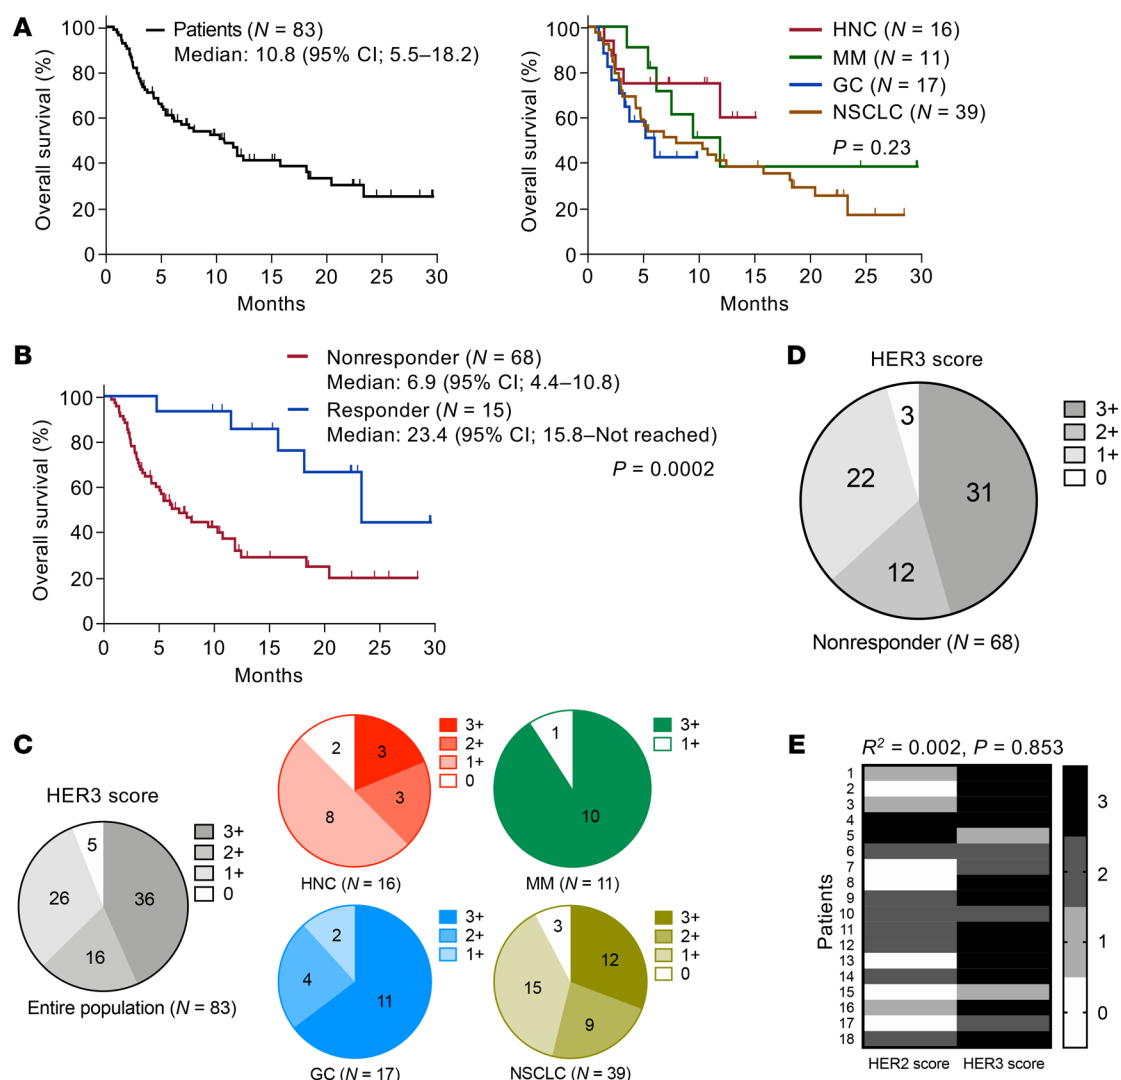 A
Patients (N = 83)
Median: 10.8 (95% CI; 5.5–18.2)
Overall survival (%)
100
80
60
40
20
0
0 5 10 15 20 25 30
Months
HNC (N = 16)
MM (N = 11)
GC (N = 17)
NSCLC (N = 39)
P = 0.23
Overall survival (%)
100
80
60
40
20
0
0 5 10 15 20 25 30
Months
B
Nonresponder (N = 68)
Median: 6.9 (95% CI; 4.4–10.8)
Responder (N = 15)
Median: 23.4 (95% CI; 15.8–Not reached)
P = 0.0002
Overall survival (%)
100
80
60
40
20
0
0 5 10 15 20 25 30
Months
D
HER3 score
3+
2+
1+
0
3
22
31
12
Nonresponder (N = 68)
C
HER3 score
3+
2+
1+
0
5
26
36
16
Entire population (N = 83)
3+
2+
1+
0
2
3
3
8
HNC (N = 16)
3+
1+
1
10
MM (N = 11)
3+
2+
1+
2
4
11
GC (N = 17)
3+
2+
1+
0
3
12
15
9
NSCLC (N = 39)
E
R² = 0.002, P = 0.853
Patients
1
2
3
4
5
6
7
8
9
10
11
12
13
14
15
16
17
18
HER2 score HER3 score
3
2
1
0